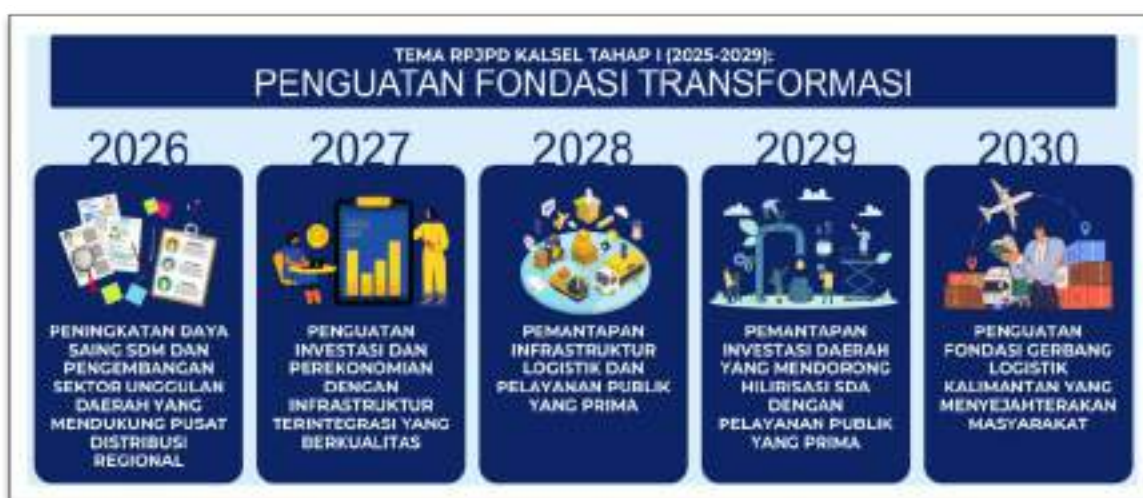 TEMA RPJPD KALSEL TAHAP I (2025-2029):
PENGUATAN FONDASI TRANSFORMASI
2026
PENINGKATAN DAYA
SAING SDM DAN
PENGEMBANGAN
SEKTOR UNGGULAN
DAERAH YANG
MENDUKUNG PUSAT
DISTRIBUSI
REGIONAL
2027
PENGUATAN
INVESTASI DAN
PEREKONOMIAN
DENGAN
INFRASTRUKTUR
TERINTEGRASI YANG
BERKUALITAS
2028
PEMANTAPAN
INFRASTRUKTUR
LOGISTIK DAN
PELAYANAN PUBLIK
YANG PRIMA
2029
PEMANTAPAN
INVESTASI DAERAH
YANG MENDORONG
HILIRISASI SDA
DENGAN
PELAYANAN PUBLIK
YANG PRIMA
2030
PENGUATAN
FONDASI GERBANG
LOGISTIK
KALIMANTAN YANG
MENYEJAHTERAKAN
MASYARAKAT